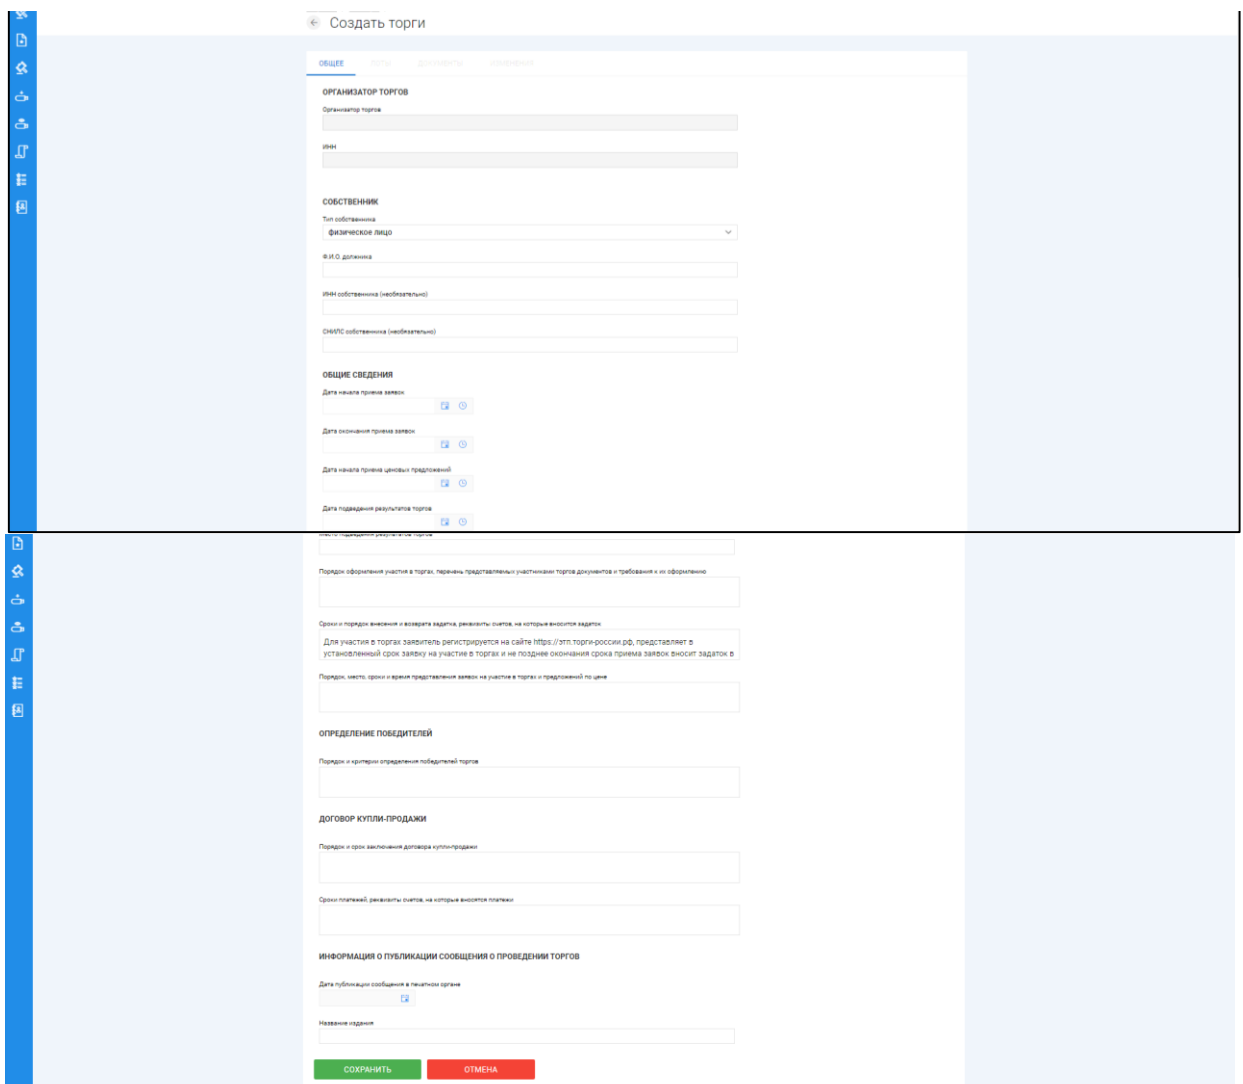 Создать торги
ОБЩЕЕ ЛОТЫ ДОКУМЕНТЫ
ОРГАНИЗАТОР ТОРГОВ
Организатор торгов
ИНН
СОБСТВЕННИК
Тип собственника
физическое лицо
Ф.И.О. должника
ИНН собственника (необязательно)
СНИЛС собственника (необязательно)
ОБЩИЕ СВЕДЕНИЯ
Дата начала приема заявок
Дата окончания приема заявок
Дата начала приема ценовых предложений
Дата подведения результатов торгов
Место подведения результатов торгов
Порядок оформления участия в торгах, перечень представляемых участниками торгов документов и требования к их оформлению
Сроки и порядок внесения и возврата задатка, реквизиты счетов, на которые вносится задаток
Для участия в торгах заявитель регистрируется на сайте https://этп.торги-россии.рф, представляет в
установленный срок заявку на участие в торгах и не позднее окончания срока приема заявок вносит задаток в
Порядок, место, сроки и время представления заявок на участие в торгах и предложений по цене
ОПРЕДЕЛЕНИЕ ПОБЕДИТЕЛЕЙ
Порядок и критерии определения победителей торгов
ДОГОВОР КУПЛИ-ПРОДАЖИ
Порядок и срок заключения договора купли-продажи
Сроки платежей, реквизиты счетов, на которые вносятся платежи
ИНФОРМАЦИЯ О ПУБЛИКАЦИИ СООБЩЕНИЯ О ПРОВЕДЕНИИ ТОРГОВ
Дата публикации сообщения в печатном органе
Название издания
СОХРАНИТЬ ОТМЕНА